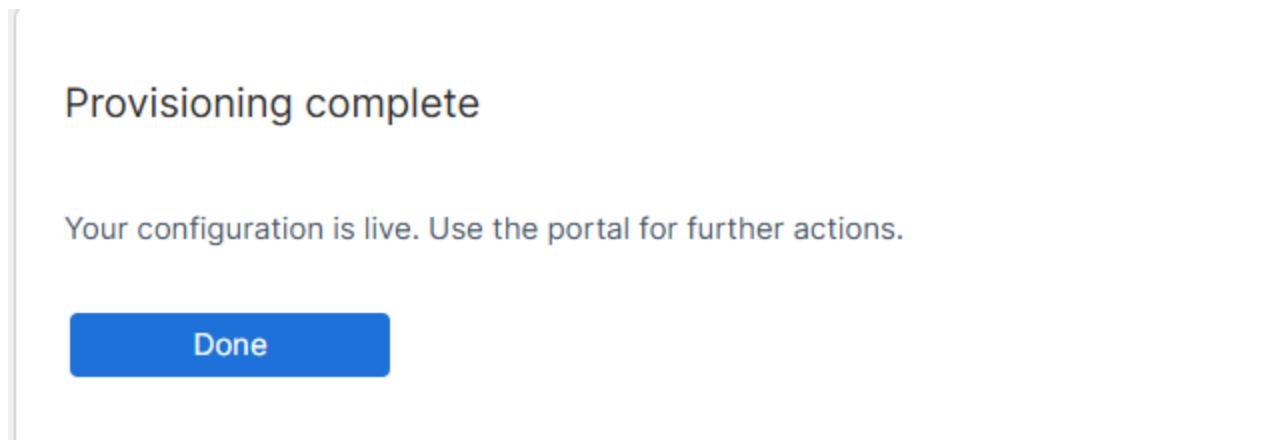 Provisioning complete
Your configuration is live. Use the portal for further actions.
Done